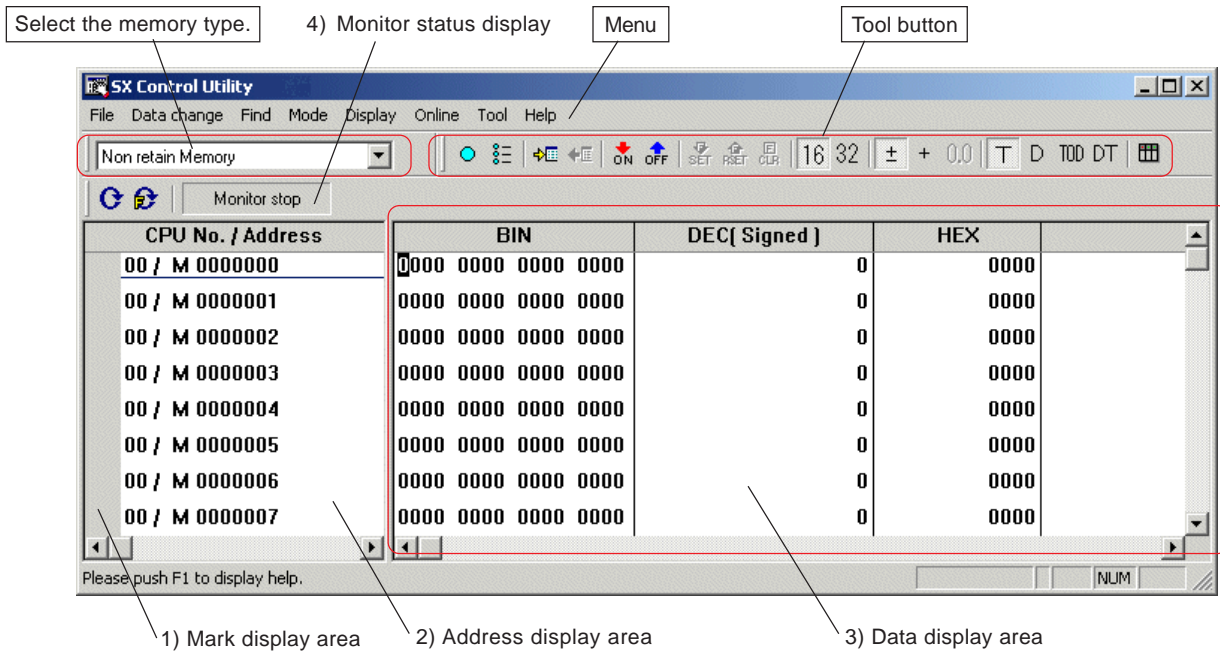 Select the memory type. 4) Monitor status display Menu Tool button
SX Control Utility
File Data change Find Mode Display Online Tool Help
Non retain Memory ON OFF SET RSET CLR 16 32 ± + 0.0 T D TOD DT
Monitor stop
CPU No. / Address BIN DEC( Signed ) HEX
00 / M 0000000 0000 0000 0000 0000 0 0000
00 / M 0000001 0000 0000 0000 0000 0 0000
00 / M 0000002 0000 0000 0000 0000 0 0000
00 / M 0000003 0000 0000 0000 0000 0 0000
00 / M 0000004 0000 0000 0000 0000 0 0000
00 / M 0000005 0000 0000 0000 0000 0 0000
00 / M 0000006 0000 0000 0000 0000 0 0000
00 / M 0000007 0000 0000 0000 0000 0 0000
Please push F1 to display help. NUM
1) Mark display area 2) Address display area 3) Data display area